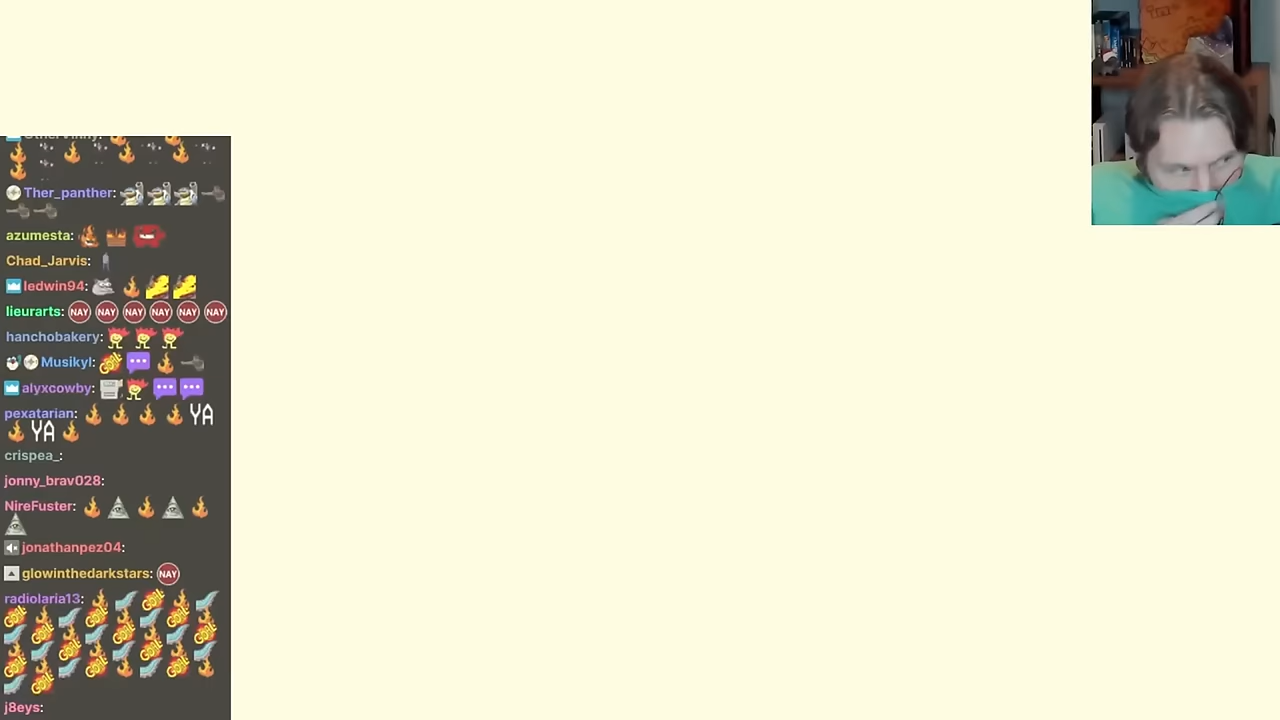 Ther_panther:
azumesta:
Chad_Jarvis:
ledwin94:
lieurarts: NAY NAY NAY NAY NAY NAY
hanchobakery:
Musikyl: GOAL
alyxcowby:
pexatarian: YA
YA
crispea_:
jonny_brav028:
NireFuster:
jonathanpez04:
glowinthedarkstars: NAY
radiolaria13:
j8eys: